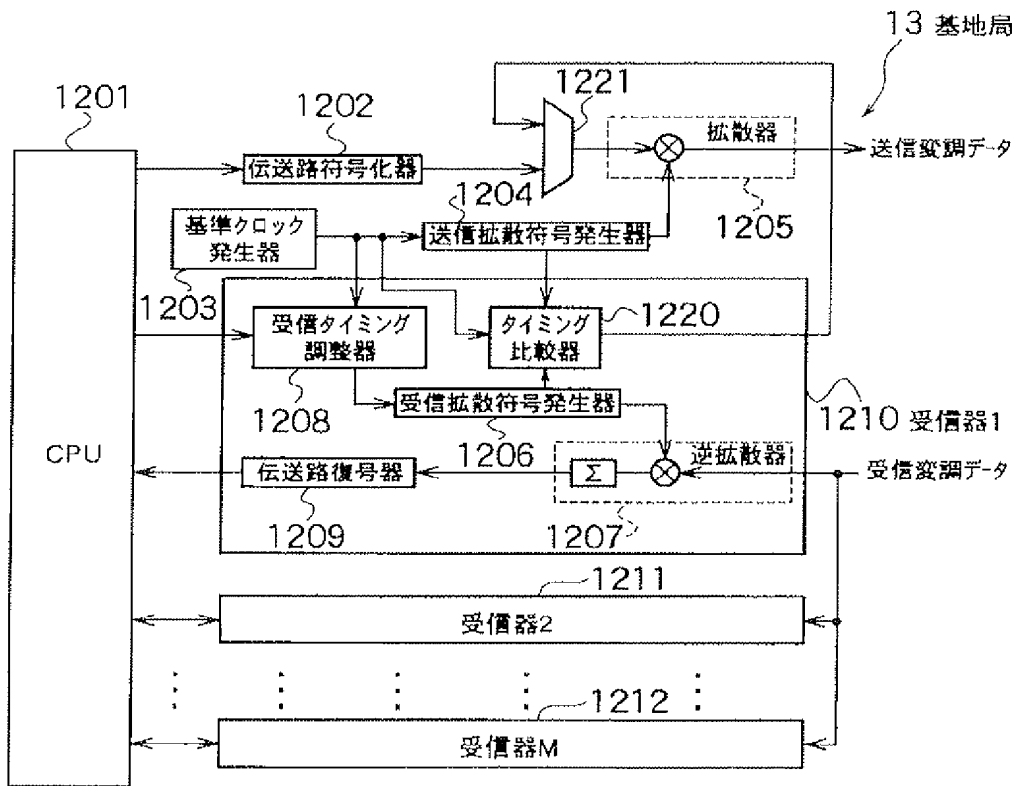 13 基地局
1201
1202
1221
拡散器
伝送路符号化器
送信変調データ
1204
1205
基準クロック
発生器
送信拡散符号発生器
1203
受信タイミング
調整器
タイミング
比較器
1220
1208
受信拡散符号発生器
1210 受信器1
CPU
1206
逆拡散器
伝送路復号器
Σ
受信変調データ
1209
1207
1211
受信器2
1212
受信器M